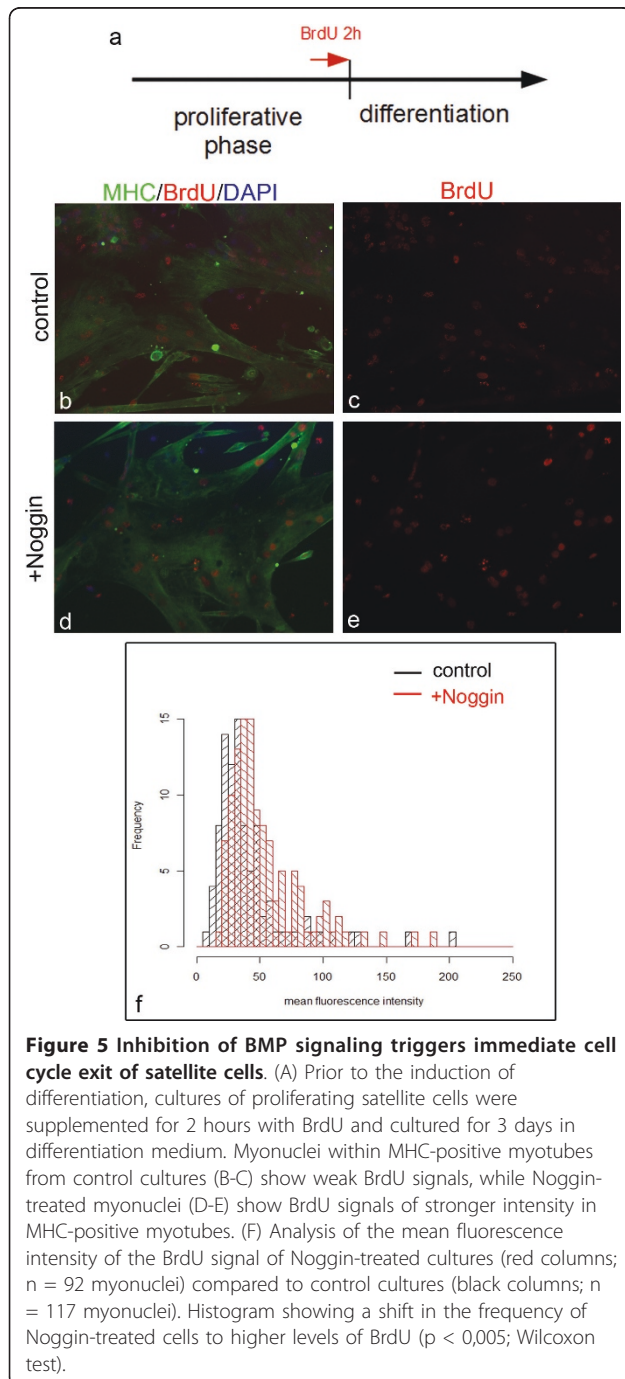 a
BrdU 2h
proliferative differentiation
phase
MHC/BrdU/DAPI BrdU
control
b c
+Noggin
d e
control
+Noggin
Frequency
15
10
5
0
0 50 100 150 200 250
mean fluorescence intensity
f
Figure 5 Inhibition of BMP signaling triggers immediate cell
cycle exit of satellite cells. (A) Prior to the induction of
differentiation, cultures of proliferating satellite cells were
supplemented for 2 hours with BrdU and cultured for 3 days in
differentiation medium. Myonuclei within MHC-positive myotubes
from control cultures (B-C) show weak BrdU signals, while Noggin-
treated myonuclei (D-E) show BrdU signals of stronger intensity in
MHC-positive myotubes. (F) Analysis of the mean fluorescence
intensity of the BrdU signal of Noggin-treated cultures (red columns;
n = 92 myonuclei) compared to control cultures (black columns; n
= 117 myonuclei). Histogram showing a shift in the frequency of
Noggin-treated cells to higher levels of BrdU (p < 0,005; Wilcoxon
test).